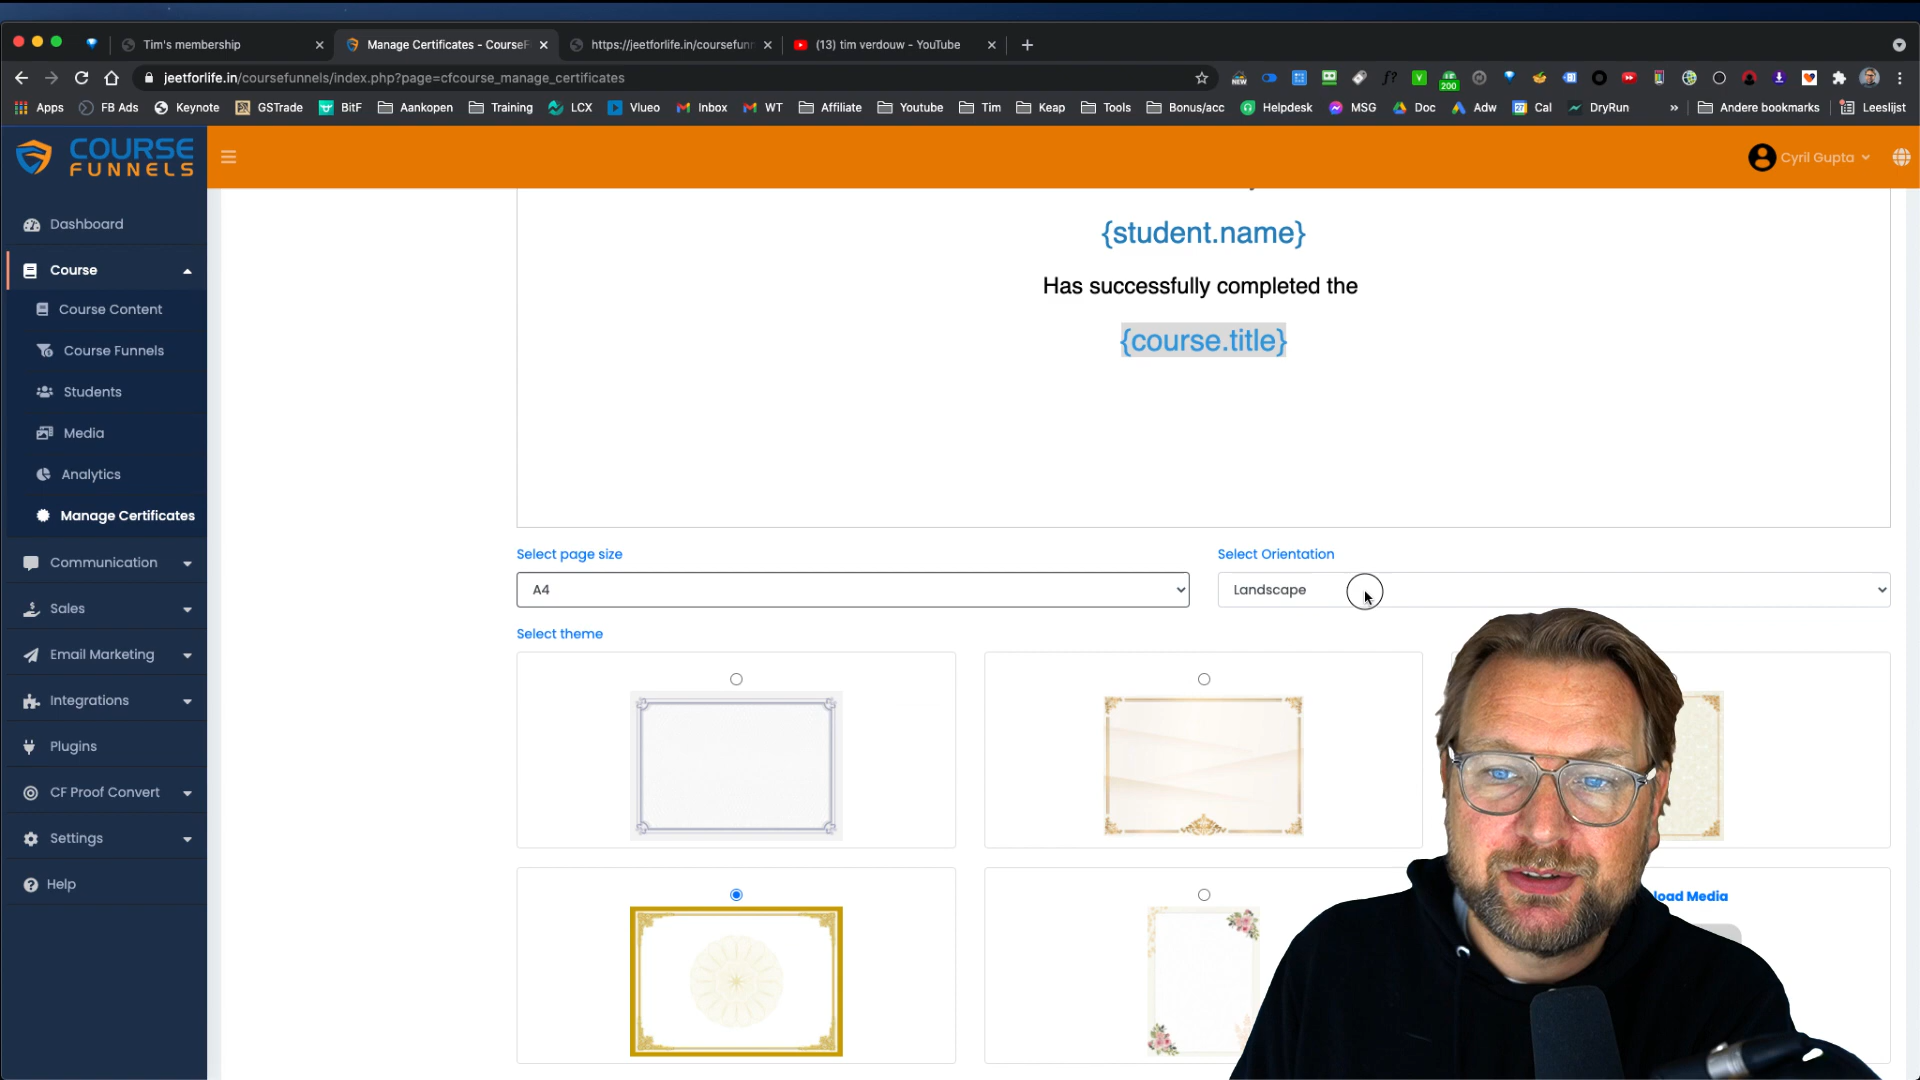 Tim's membership
Manage Certificates - CourseF
https://jeetforlife.in/coursefunn
(13) tim verdouw - YouTube
jeetforlife.in/coursefunnels/index.php?page=cfcourse_manage_certificates
NEW
200
Apps
FB Ads
Keynote
GSTrade
BitF
Aankopen
Training
LCX
Vlueo
Inbox
WT
Affiliate
Youtube
Tim
Keap
Tools
Bonus/acc
Helpdesk
MSG
Doc
Adw
Cal
DryRun
»
Andere bookmarks
Leeslijst
COURSE
FUNNELS
Cyril Gupta
Dashboard
Course
Course Content
Course Funnels
Students
Media
Analytics
Manage Certificates
Communication
Sales
Email Marketing
Integrations
Plugins
CF Proof Convert
Settings
Help
{student.name}
Has successfully completed the
{course.title}
Select page size
Select Orientation
A4
Landscape
Select theme
load Media